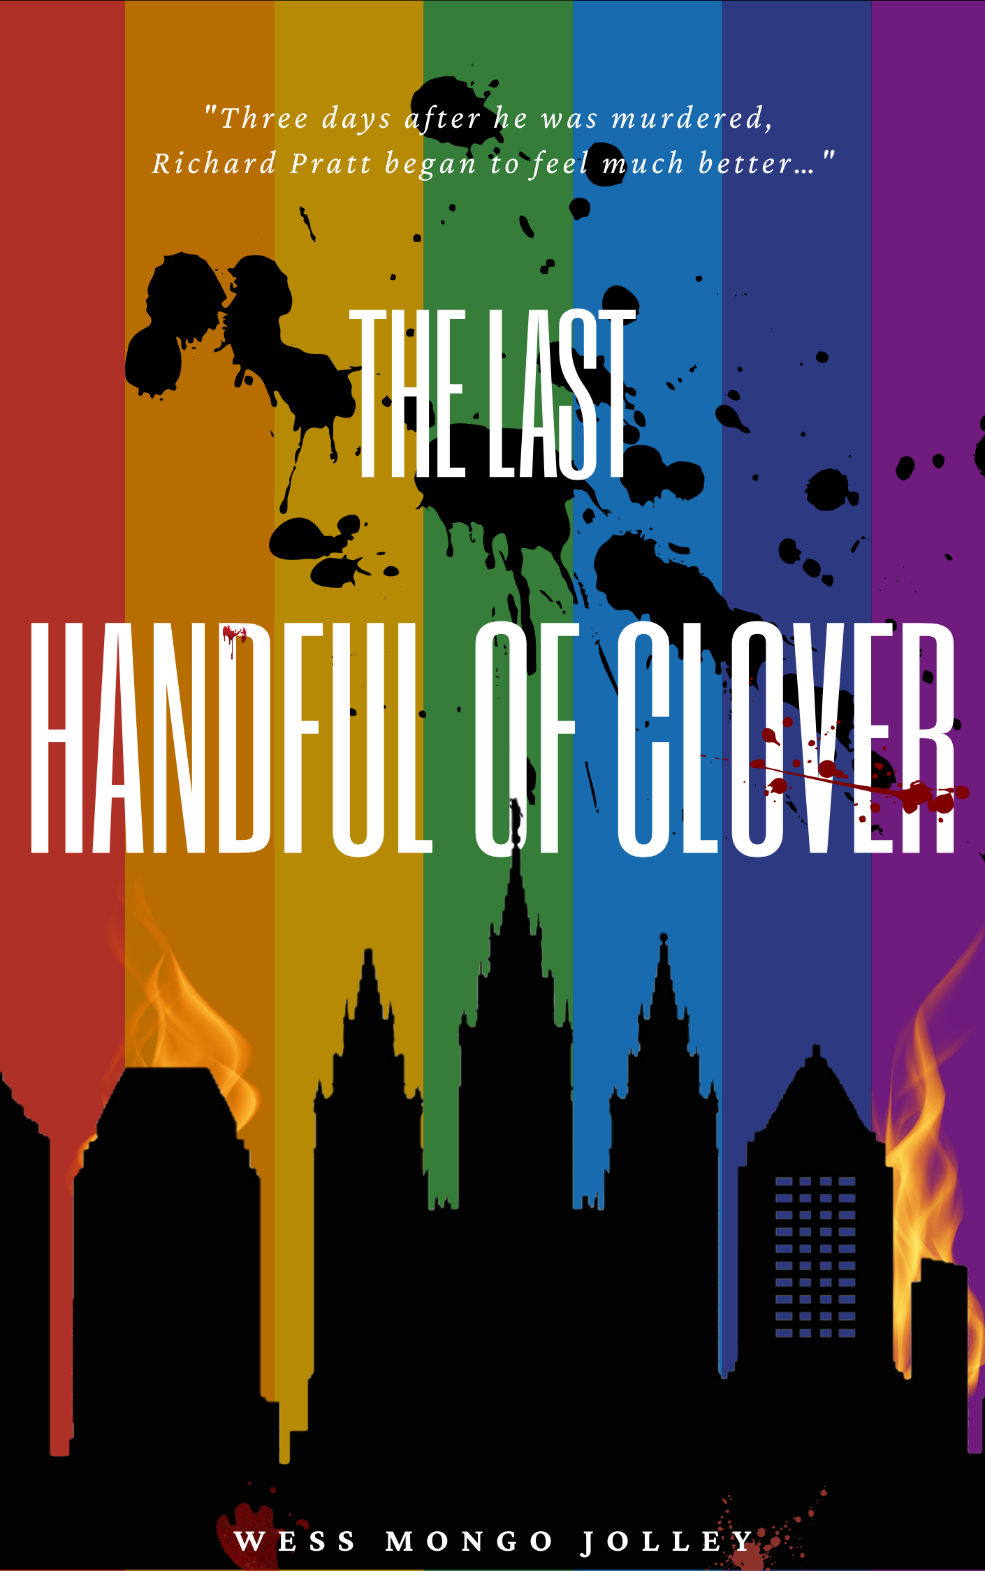 "Three days after he was murdered,
Richard Pratt began to feel much better..."
THE LAST
HANDFUL OF CLOVER
WESS MONGO JOLLEY